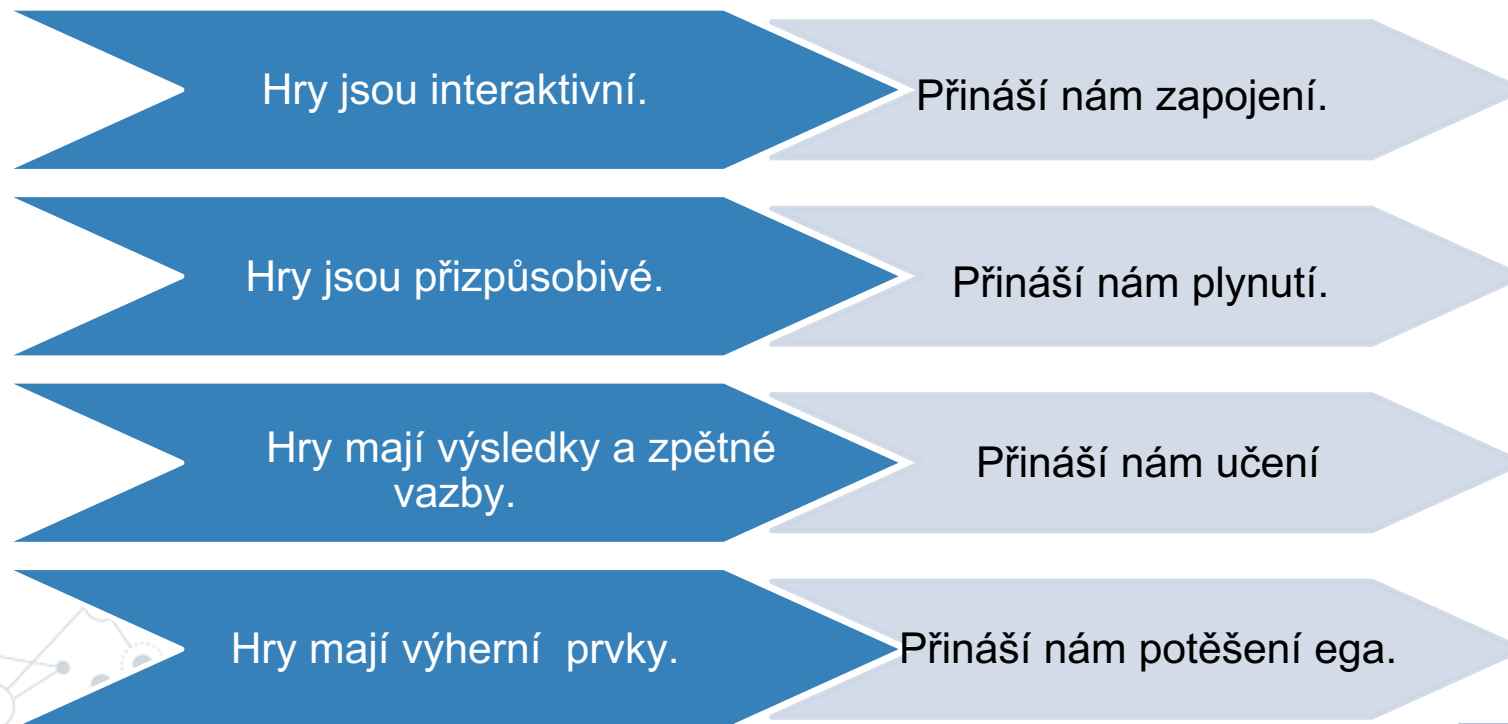 Hry jsou interaktivní.
Přináší nám zapojení.
Hry jsou přizpůsobivé.
Přináší nám plynutí.
Hry mají výsledky a zpětné
vazby.
Přináší nám učení
Hry mají výherní  prvky.
Přináší nám potěšení ega.